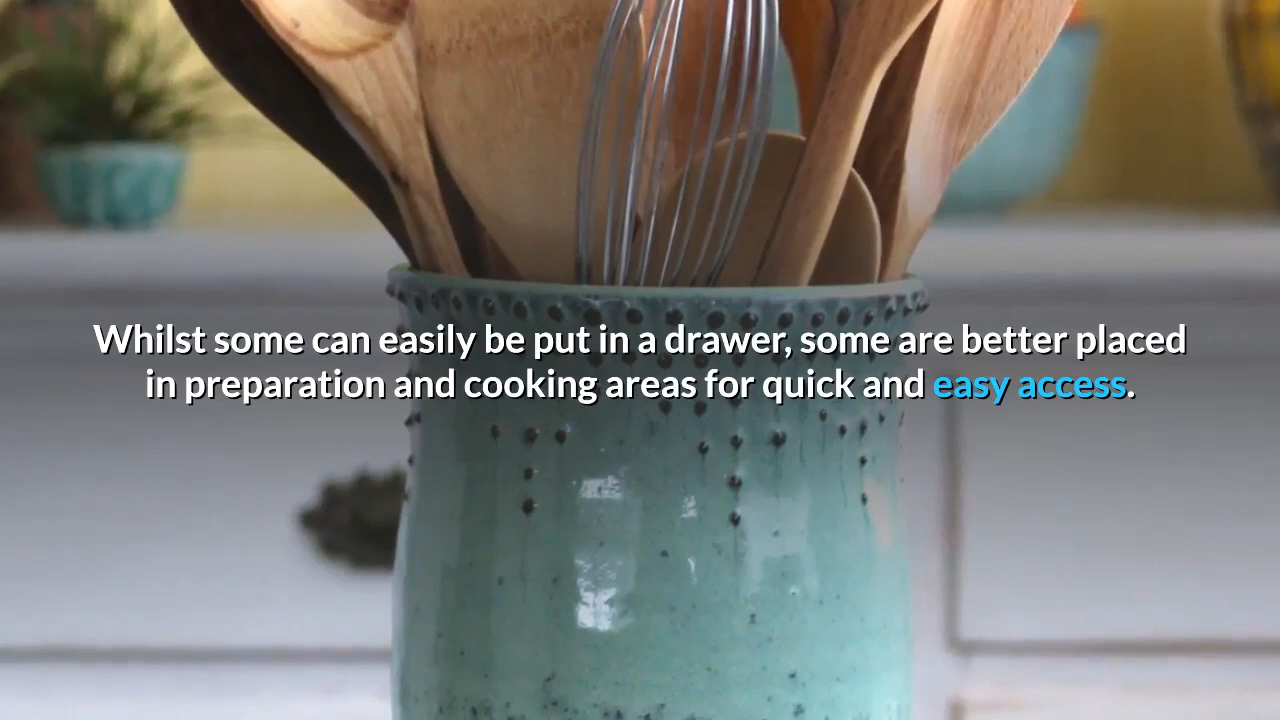 Whilst some can easily be put in a drawer, some are better placed
in preparation and cooking areas for quick and easy access.